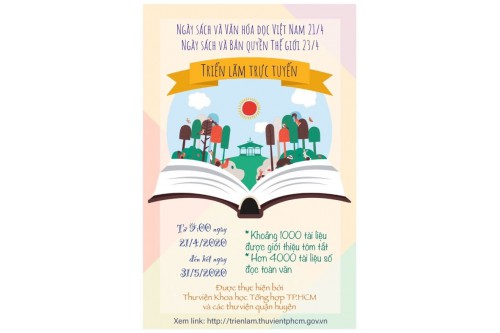 Ngày sách và Văn hóa đọc Việt Nam 21/4
Ngày sách và Bản quyền Thế giới 23/4
Triển lãm trực tuyến
Từ 9:00 ngày
21/4/2020
đến hết ngày
31/5/2020
* Khoảng 1000 tài liệu
được giới thiệu tóm tắt
* Hơn 4000 tài liệu số
đọc toàn văn
Được thực hiện bởi
Thư viện Khoa học Tổng hợp TP.HCM
và các thư viện quận huyện
Xem link: http://trienlam.thuvientphcm.gov.vn